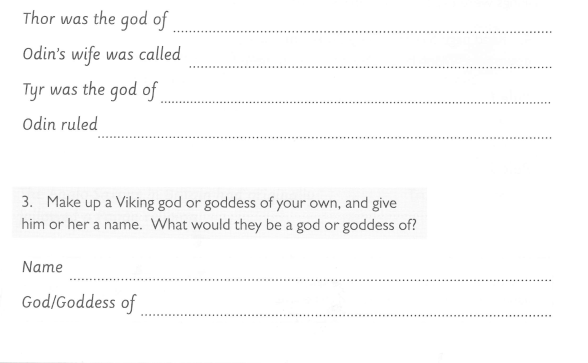 Thor was the god of
Odin's wife was called
Tyr was the god of
Odin ruled
3. Make up a Viking god or goddess of your own, and give
him or her a name. What would they be a god or goddess of?
Name
God/Goddess of